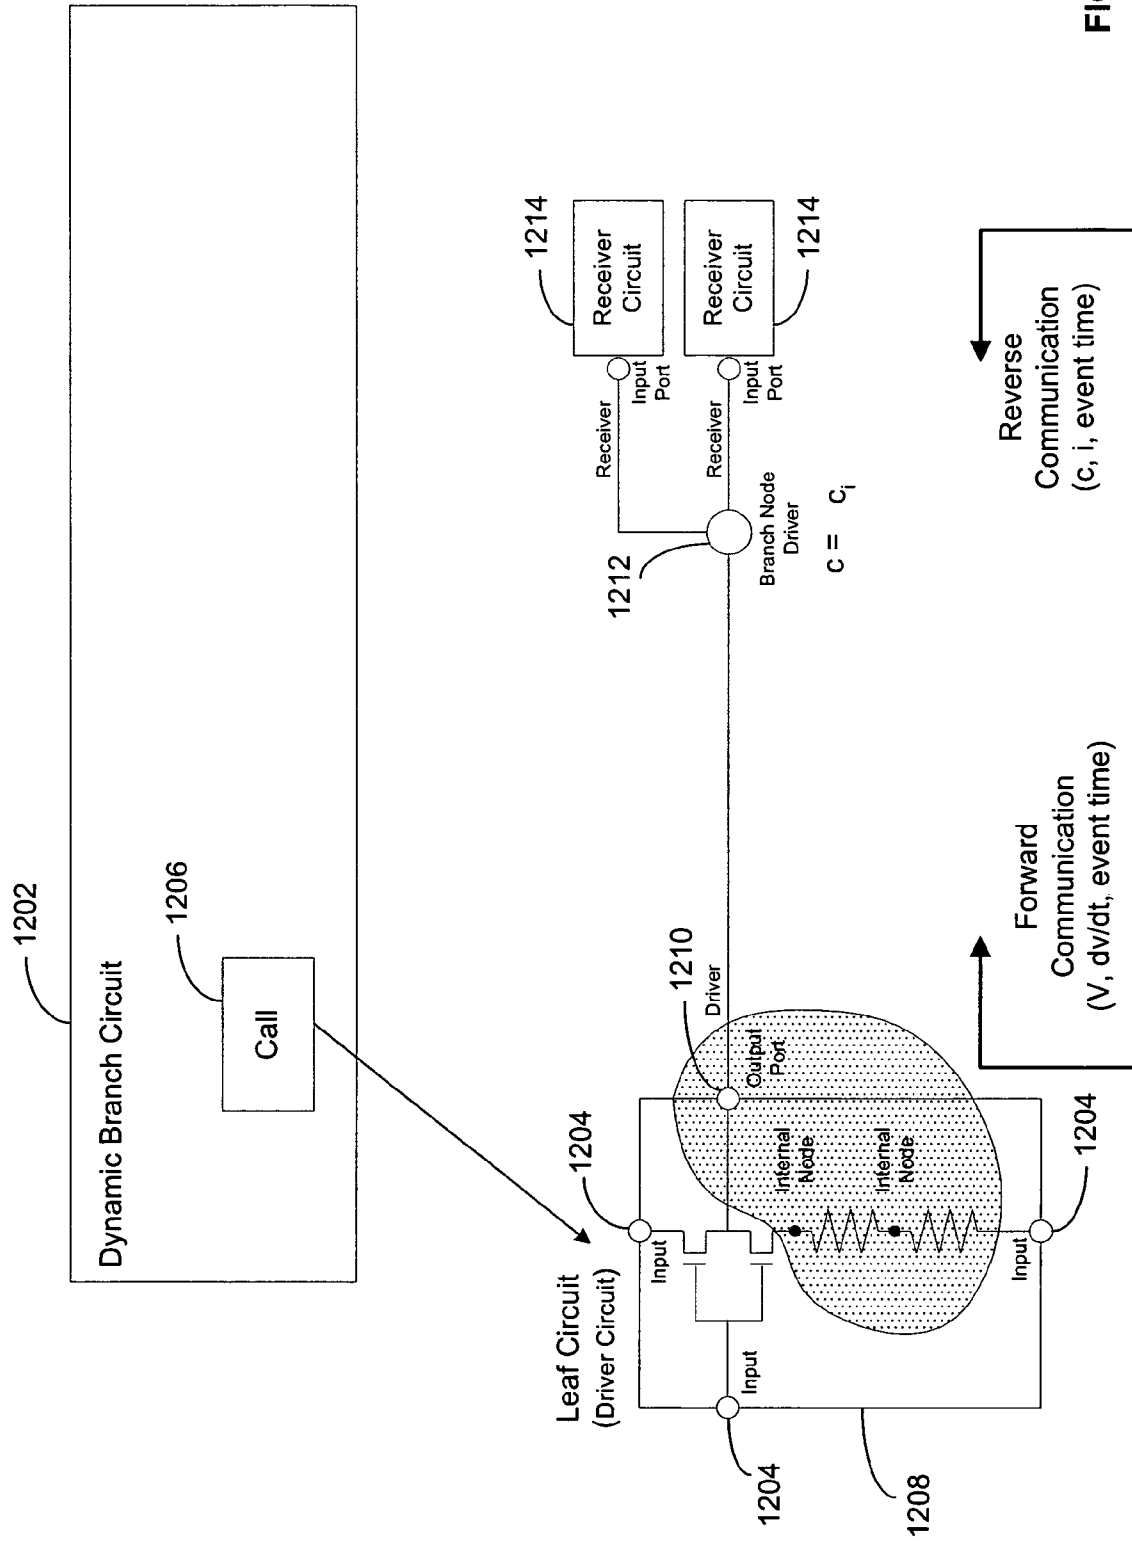 1202
Dynamic Branch Circuit
1206
Call
Leaf Circuit
(Driver Circuit)
1204
Input
Input
1204
1208
Internal
Node
Internal
Node
Input
1204
Output
Port
1210
Driver
1212
Branch Node
Driver
c = c_i
Receiver
Receiver
Input
Port
Input
Port
1214
Receiver
Circuit
Receiver
Circuit
1214
Forward
Communication
(V, dv/dt, event time)
Reverse
Communication
(c, i, event time)